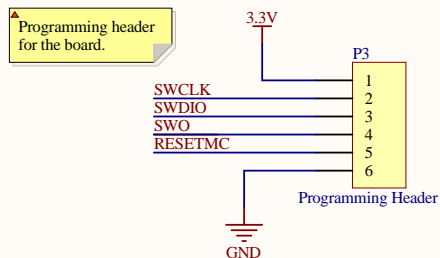 Programming header
for the board.
3.3V
P3
1
SWCLK 2
SWDIO 3
SWO 4
RESETMC 5
6
Programming Header
GND